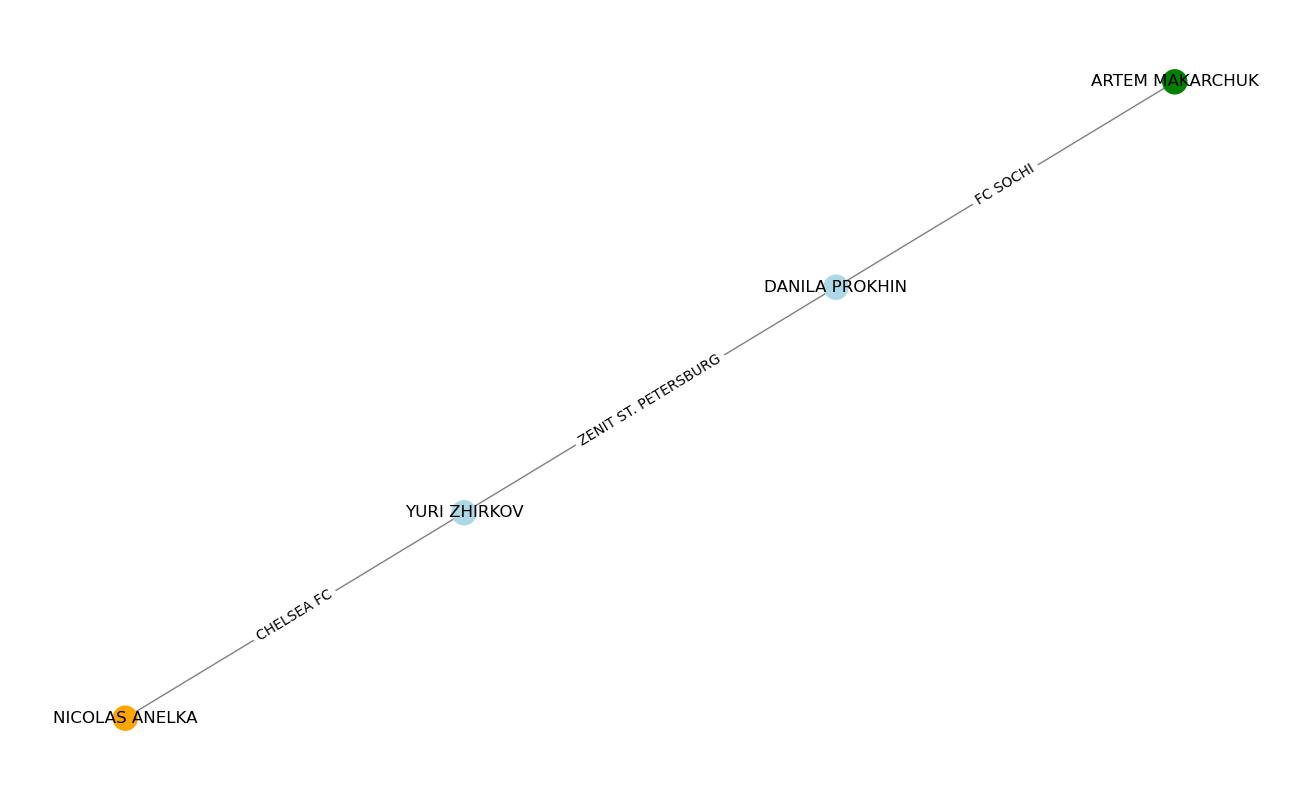 ARTEM MAKARCHUK
FC SOCHI
DANILA PROKHIN
ZENIT ST. PETERSBURG
YURI ZHIRKOV
CHELSEA FC
NICOLAS ANELKA